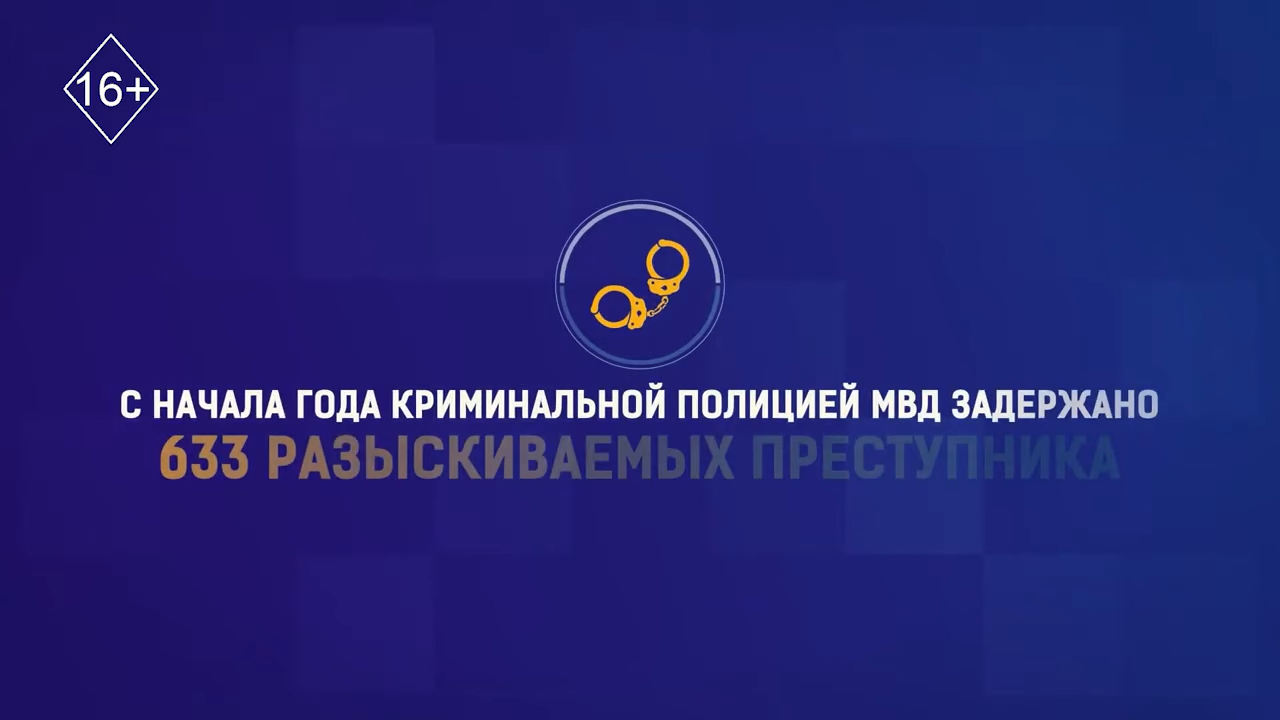 16+
С НАЧАЛА ГОДА КРИМИНАЛЬНОЙ ПОЛИЦИЕЙ МВД ЗАДЕРЖАНО
633 РАЗЫСКИВАЕМЫХ ПРЕСТУПНИКА